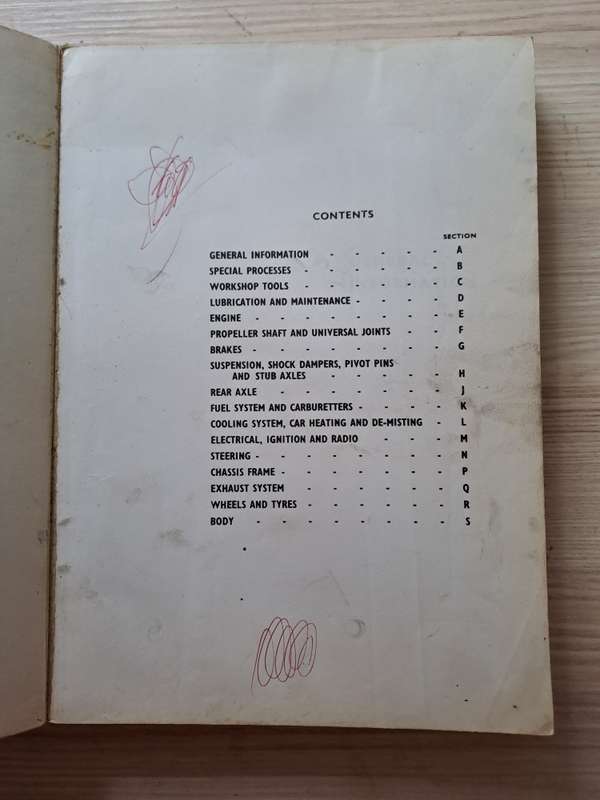 CONTENTS
SECTION
GENERAL INFORMATION - - - - - A
SPECIAL PROCESSES - - - - - - B
WORKSHOP TOOLS - - - - - - C
LUBRICATION AND MAINTENANCE - - - - D
ENGINE - - - - - - - - E
PROPELLER SHAFT AND UNIVERSAL JOINTS - - F
BRAKES - - - - - - - - G
SUSPENSION, SHOCK DAMPERS, PIVOT PINS
AND STUB AXLES - - - - - H
REAR AXLE - - - - - - - J
FUEL SYSTEM AND CARBURETTERS - - - - K
COOLING SYSTEM, CAR HEATING AND DE-MISTING - L
ELECTRICAL, IGNITION AND RADIO - - - M
STEERING - - - - - - - - N
CHASSIS FRAME - - - - - - - P
EXHAUST SYSTEM - - - - - - Q
WHEELS AND TYRES - - - - - - R
BODY - - - - - - - - S